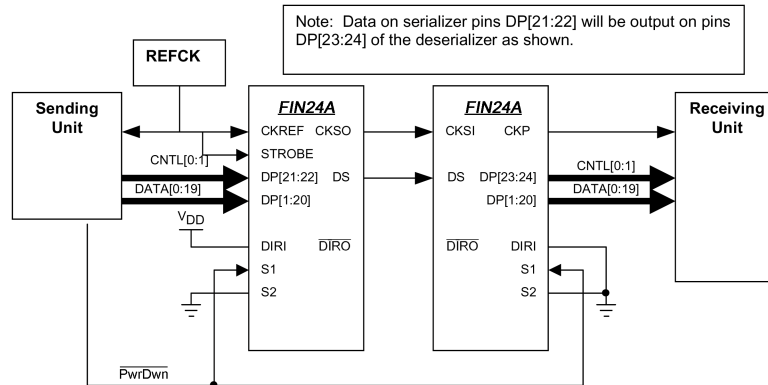 Note: Data on serializer pins DP[21:22] will be output on pins
DP[23:24] of the deserializer as shown.
REFCK
Sending
Unit
FIN24A
FIN24A
Receiving
Unit
CKREF CKSO
CKSI CKP
STROBE
CNTL[0:1]
DP[21:22] DS
DS DP[23:24]
CNTL[0:1]
DATA[0:19]
DP[1:20]
DP[1:20]
DATA[0:19]
VDD
DIRI DIRO
DIRO DIRI
S1
S1
S2
S2
PwrDwn